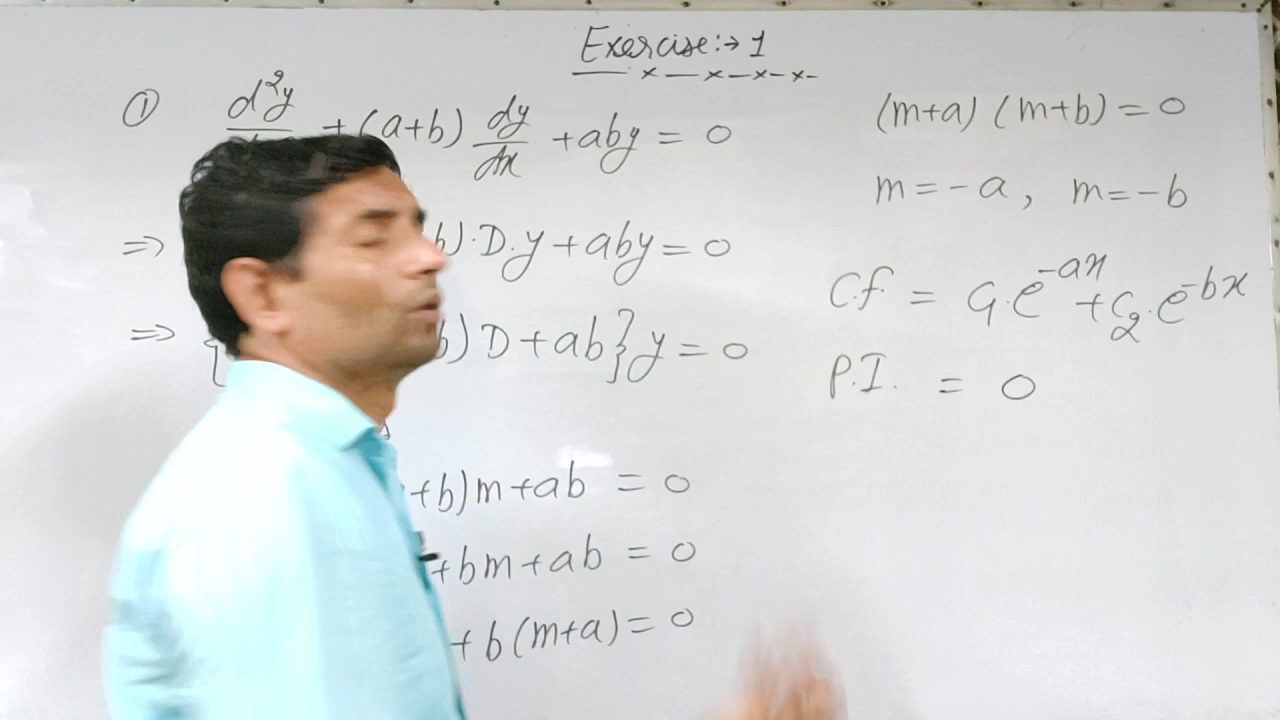 Exercise:→ 1
① d²y + (a+b) dy/dx + aby = 0
⇒ b)·D·y + aby = 0
⇒ { b) D + ab} y = 0
+b) m + ab = 0
+ bm + ab = 0
+ b (m+a) = 0
(m+a) (m+b) = 0
m = -a, m = -b
C.f = C₁·e^-ax + C₂·e^-bx
P.I. = 0